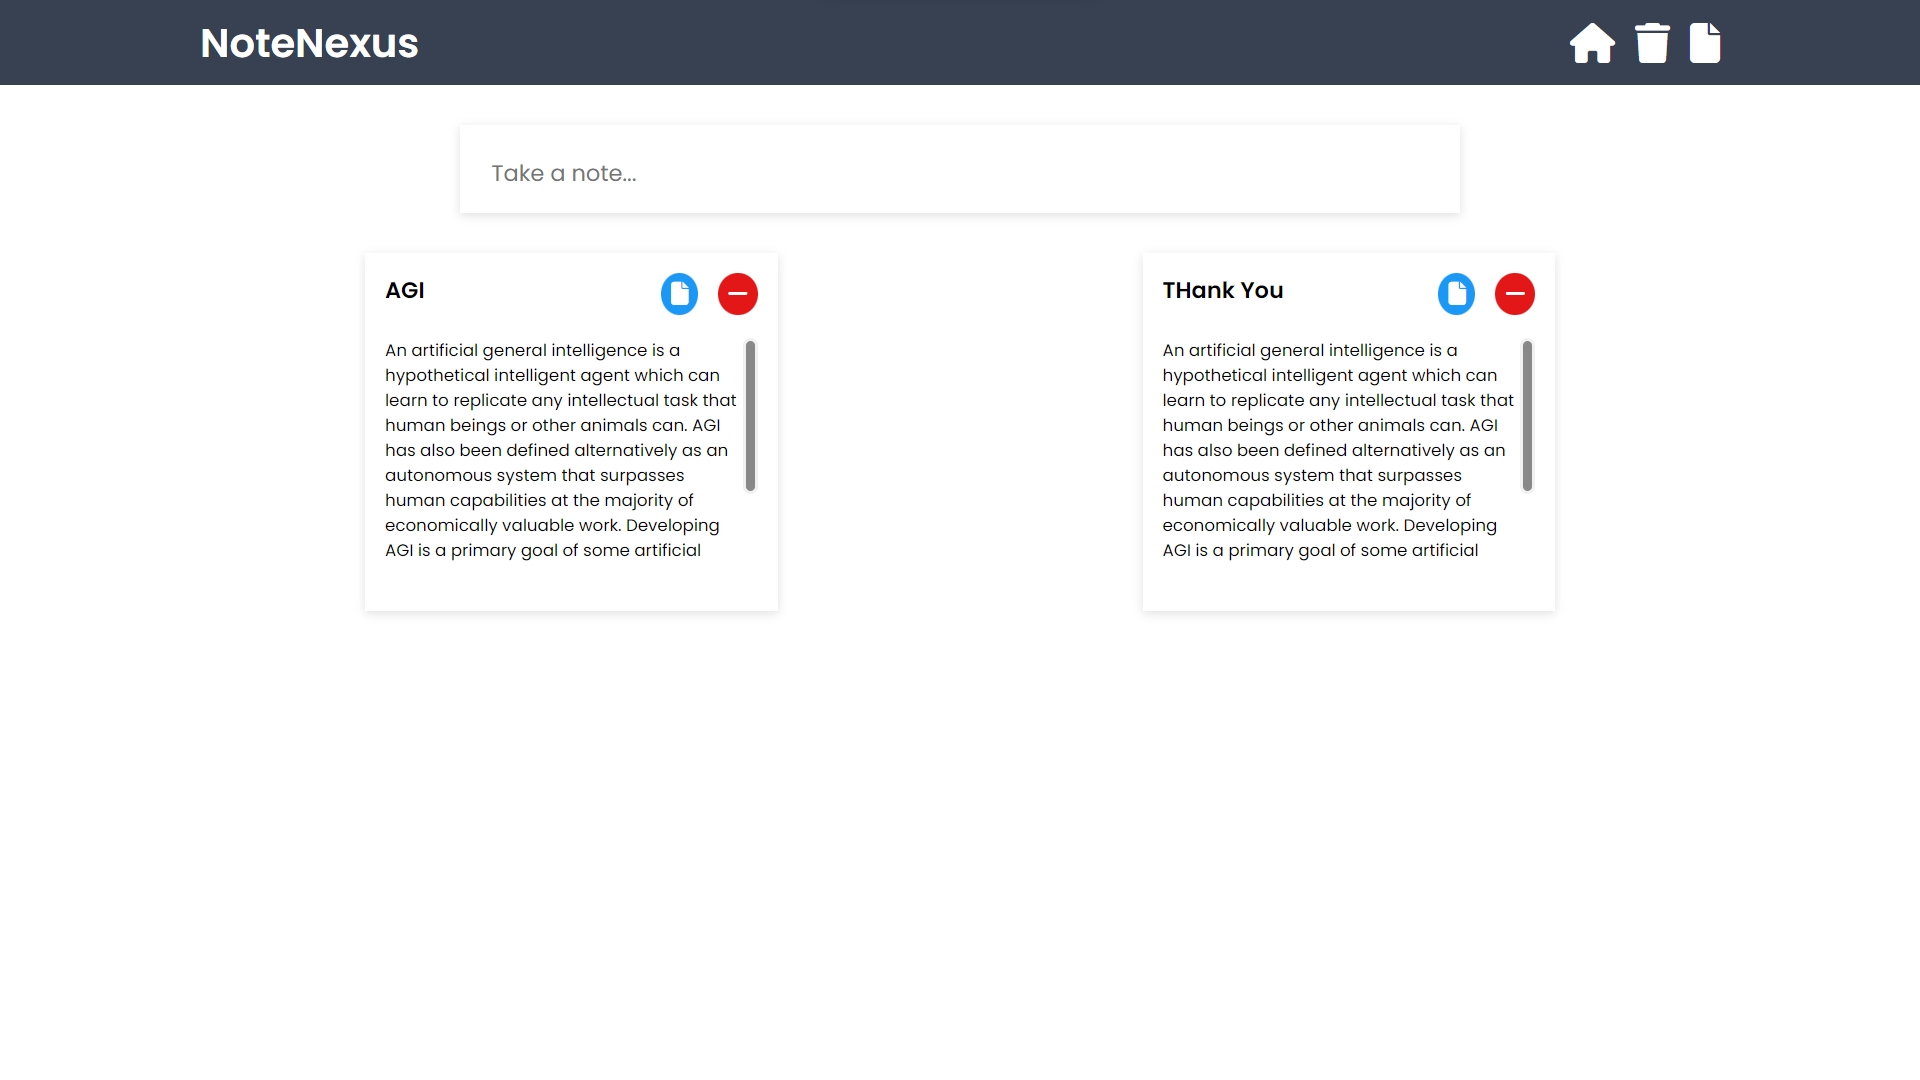 NoteNexus
Take a note...
AGI
An artificial general intelligence is a
hypothetical intelligent agent which can
learn to replicate any intellectual task that
human beings or other animals can. AGI
has also been defined alternatively as an
autonomous system that surpasses
human capabilities at the majority of
economically valuable work. Developing
AGI is a primary goal of some artificial
THank You
An artificial general intelligence is a
hypothetical intelligent agent which can
learn to replicate any intellectual task that
human beings or other animals can. AGI
has also been defined alternatively as an
autonomous system that surpasses
human capabilities at the majority of
economically valuable work. Developing
AGI is a primary goal of some artificial